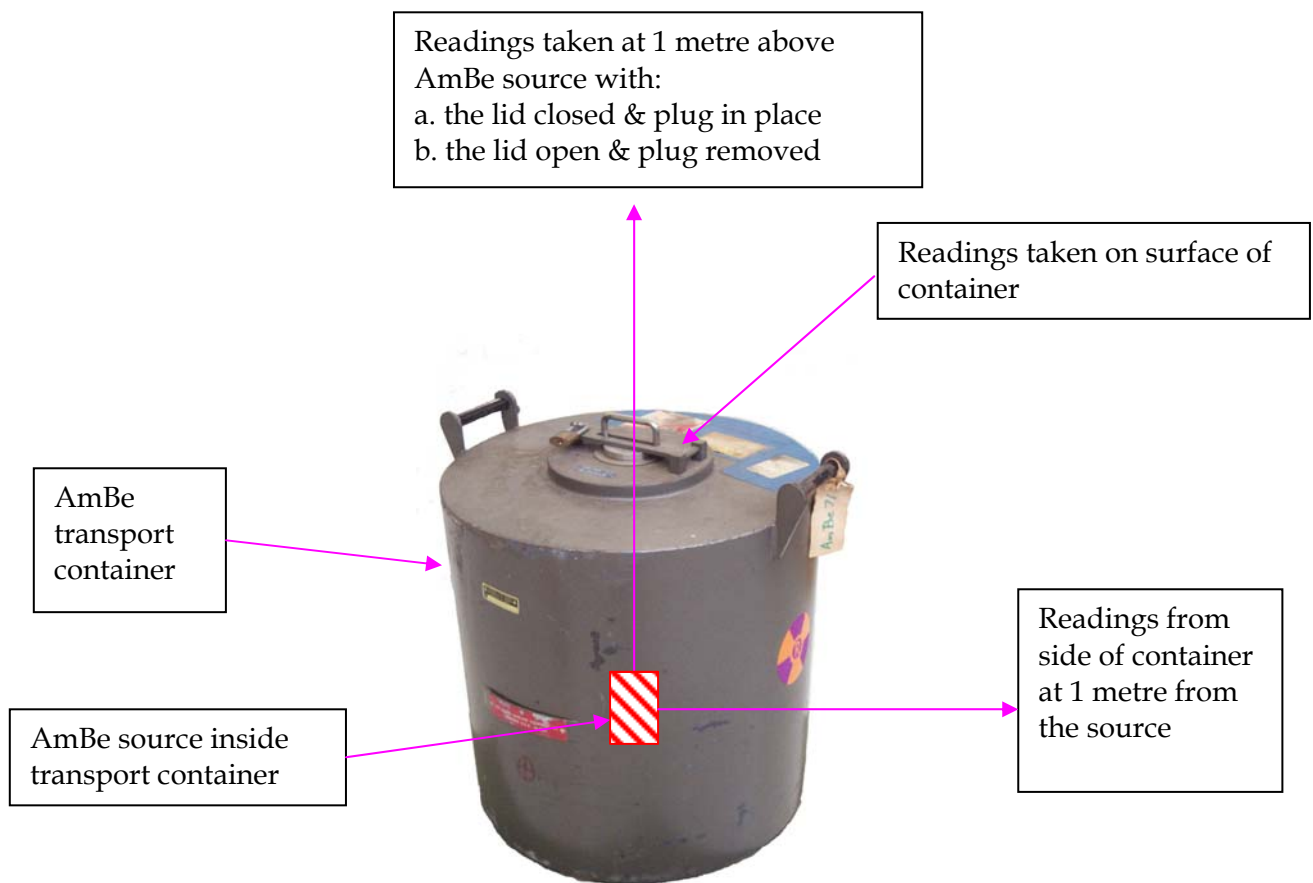 Readings taken at 1 metre above
AmBe source with:
a. the lid closed & plug in place
b. the lid open & plug removed
Readings taken on surface of
container
AmBe
transport
container
Readings from
side of container
at 1 metre from
the source
AmBe source inside
transport container